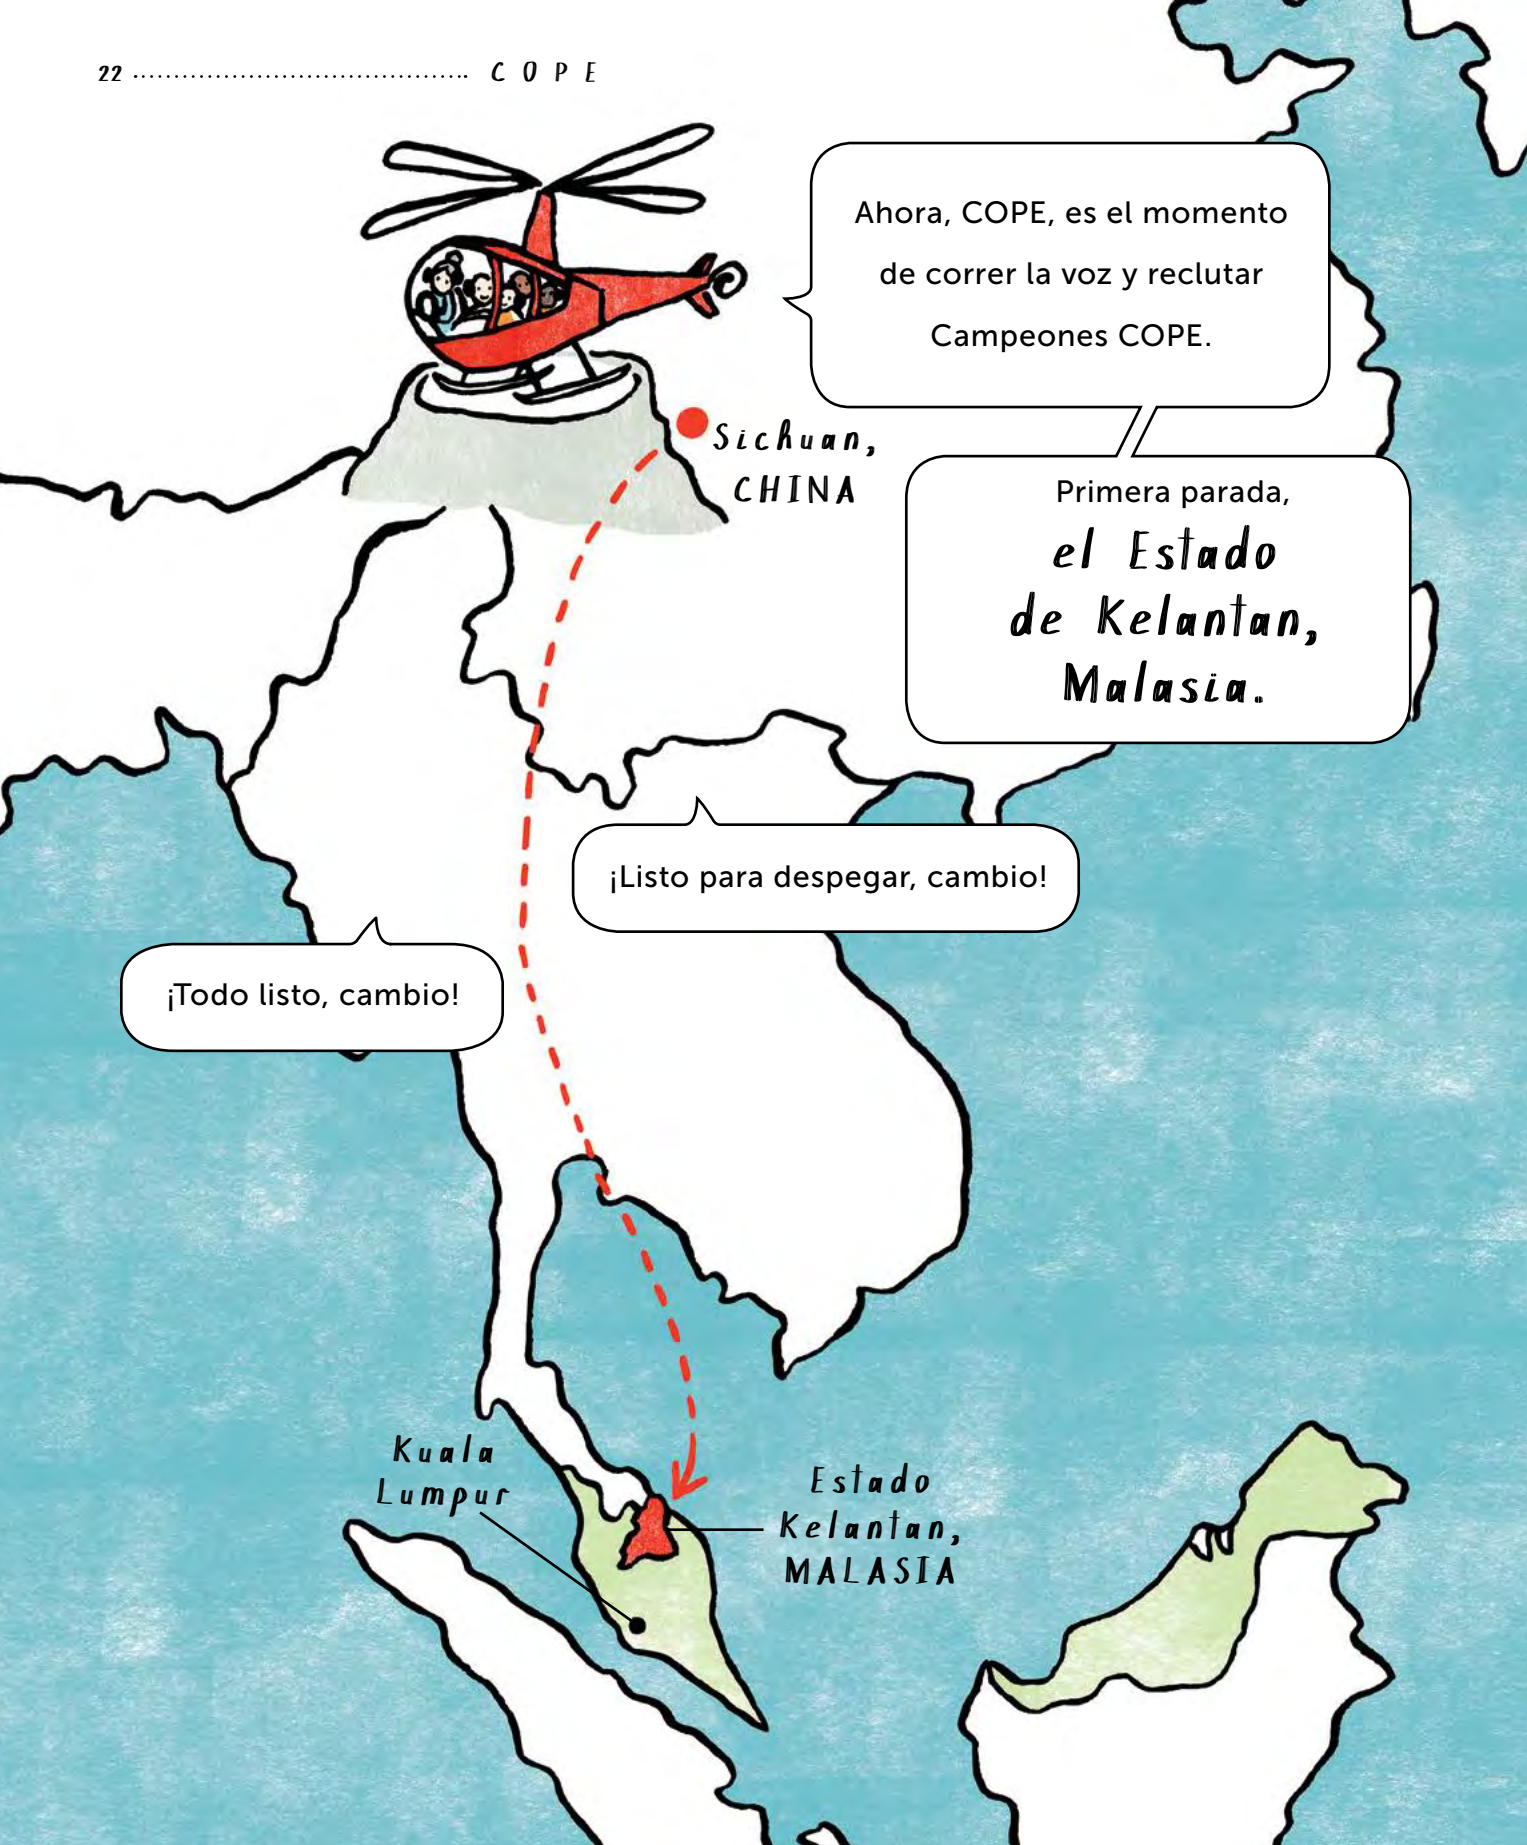 22 ........................................ COPE
Ahora, COPE, es el momento
de correr la voz y reclutar
Campeones COPE.
Sichuan,
CHINA
Primera parada,
el Estado
de Kelantan,
Malasia.
¡Listo para despegar, cambio!
¡Todo listo, cambio!
Kuala
Lumpur
Estado
Kelantan,
MALASIA